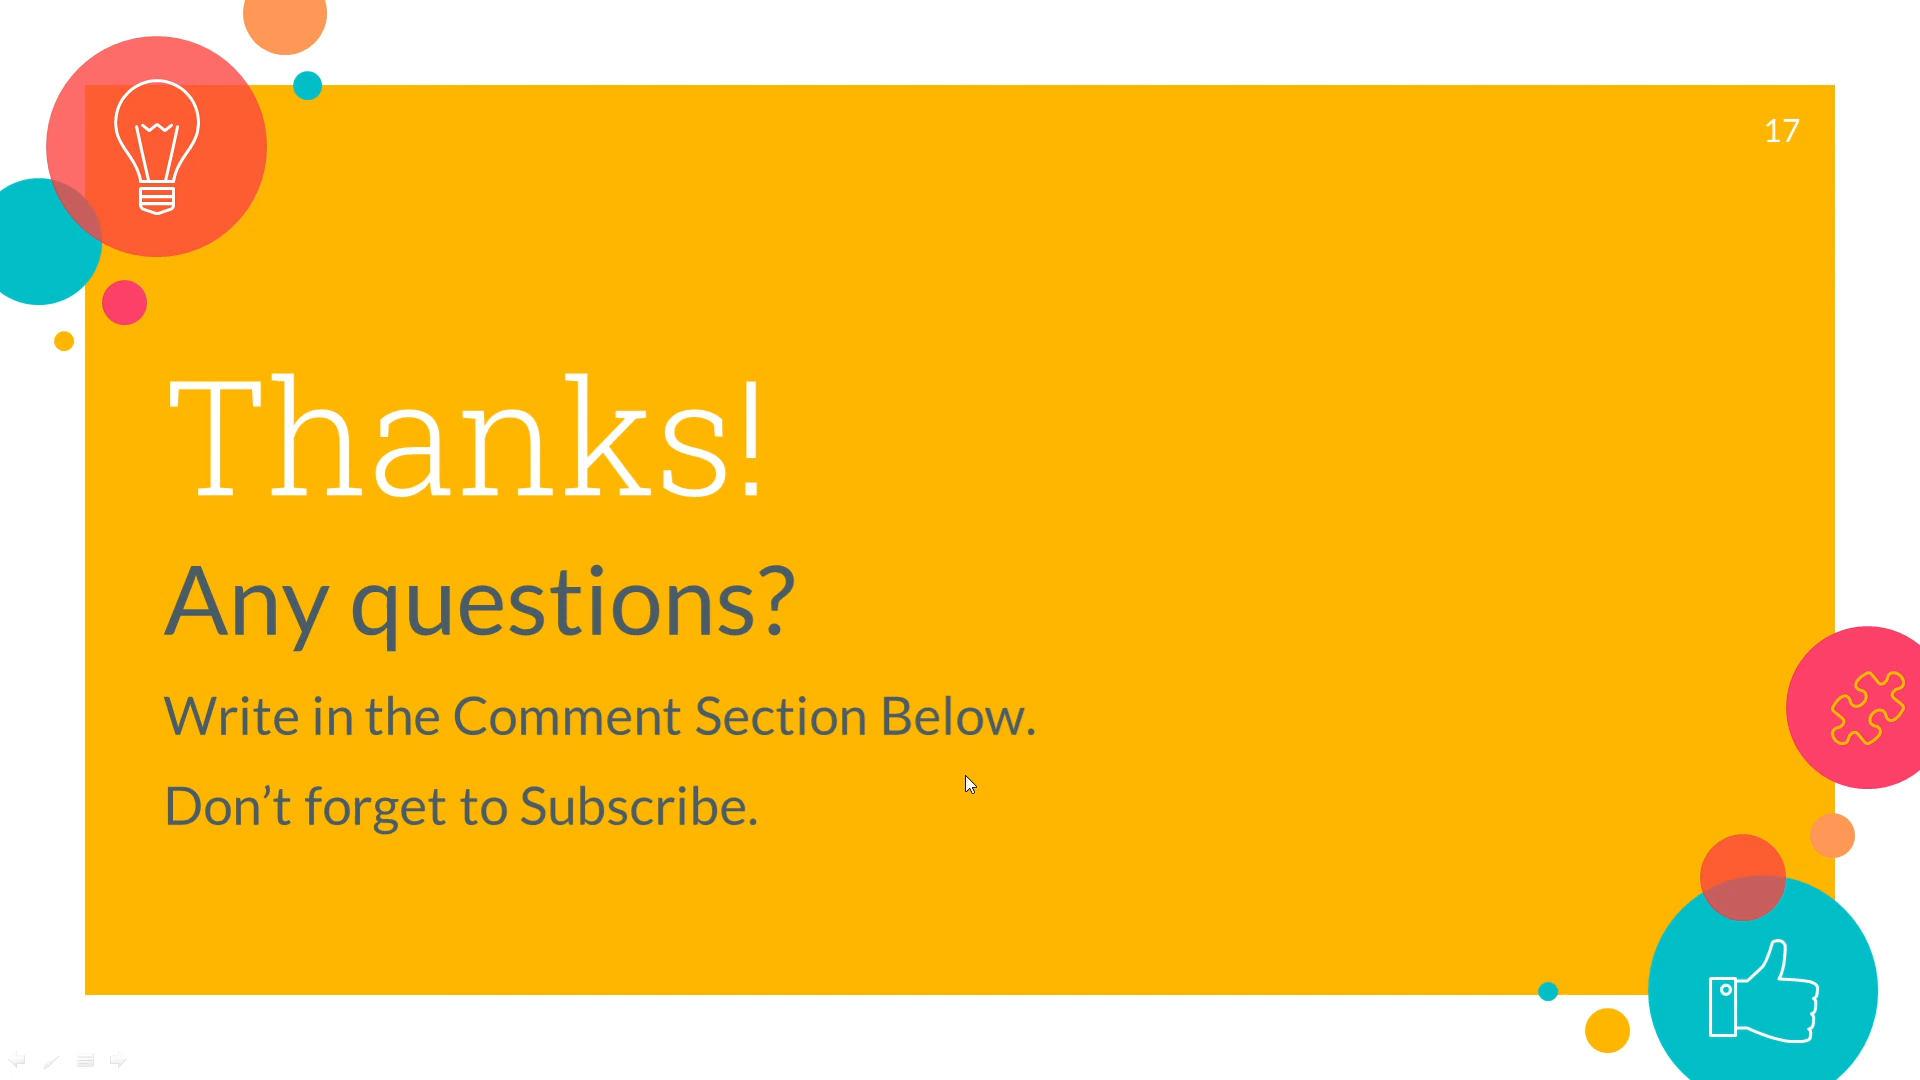 17
Thanks!
Any questions?
Write in the Comment Section Below.
Don’t forget to Subscribe.